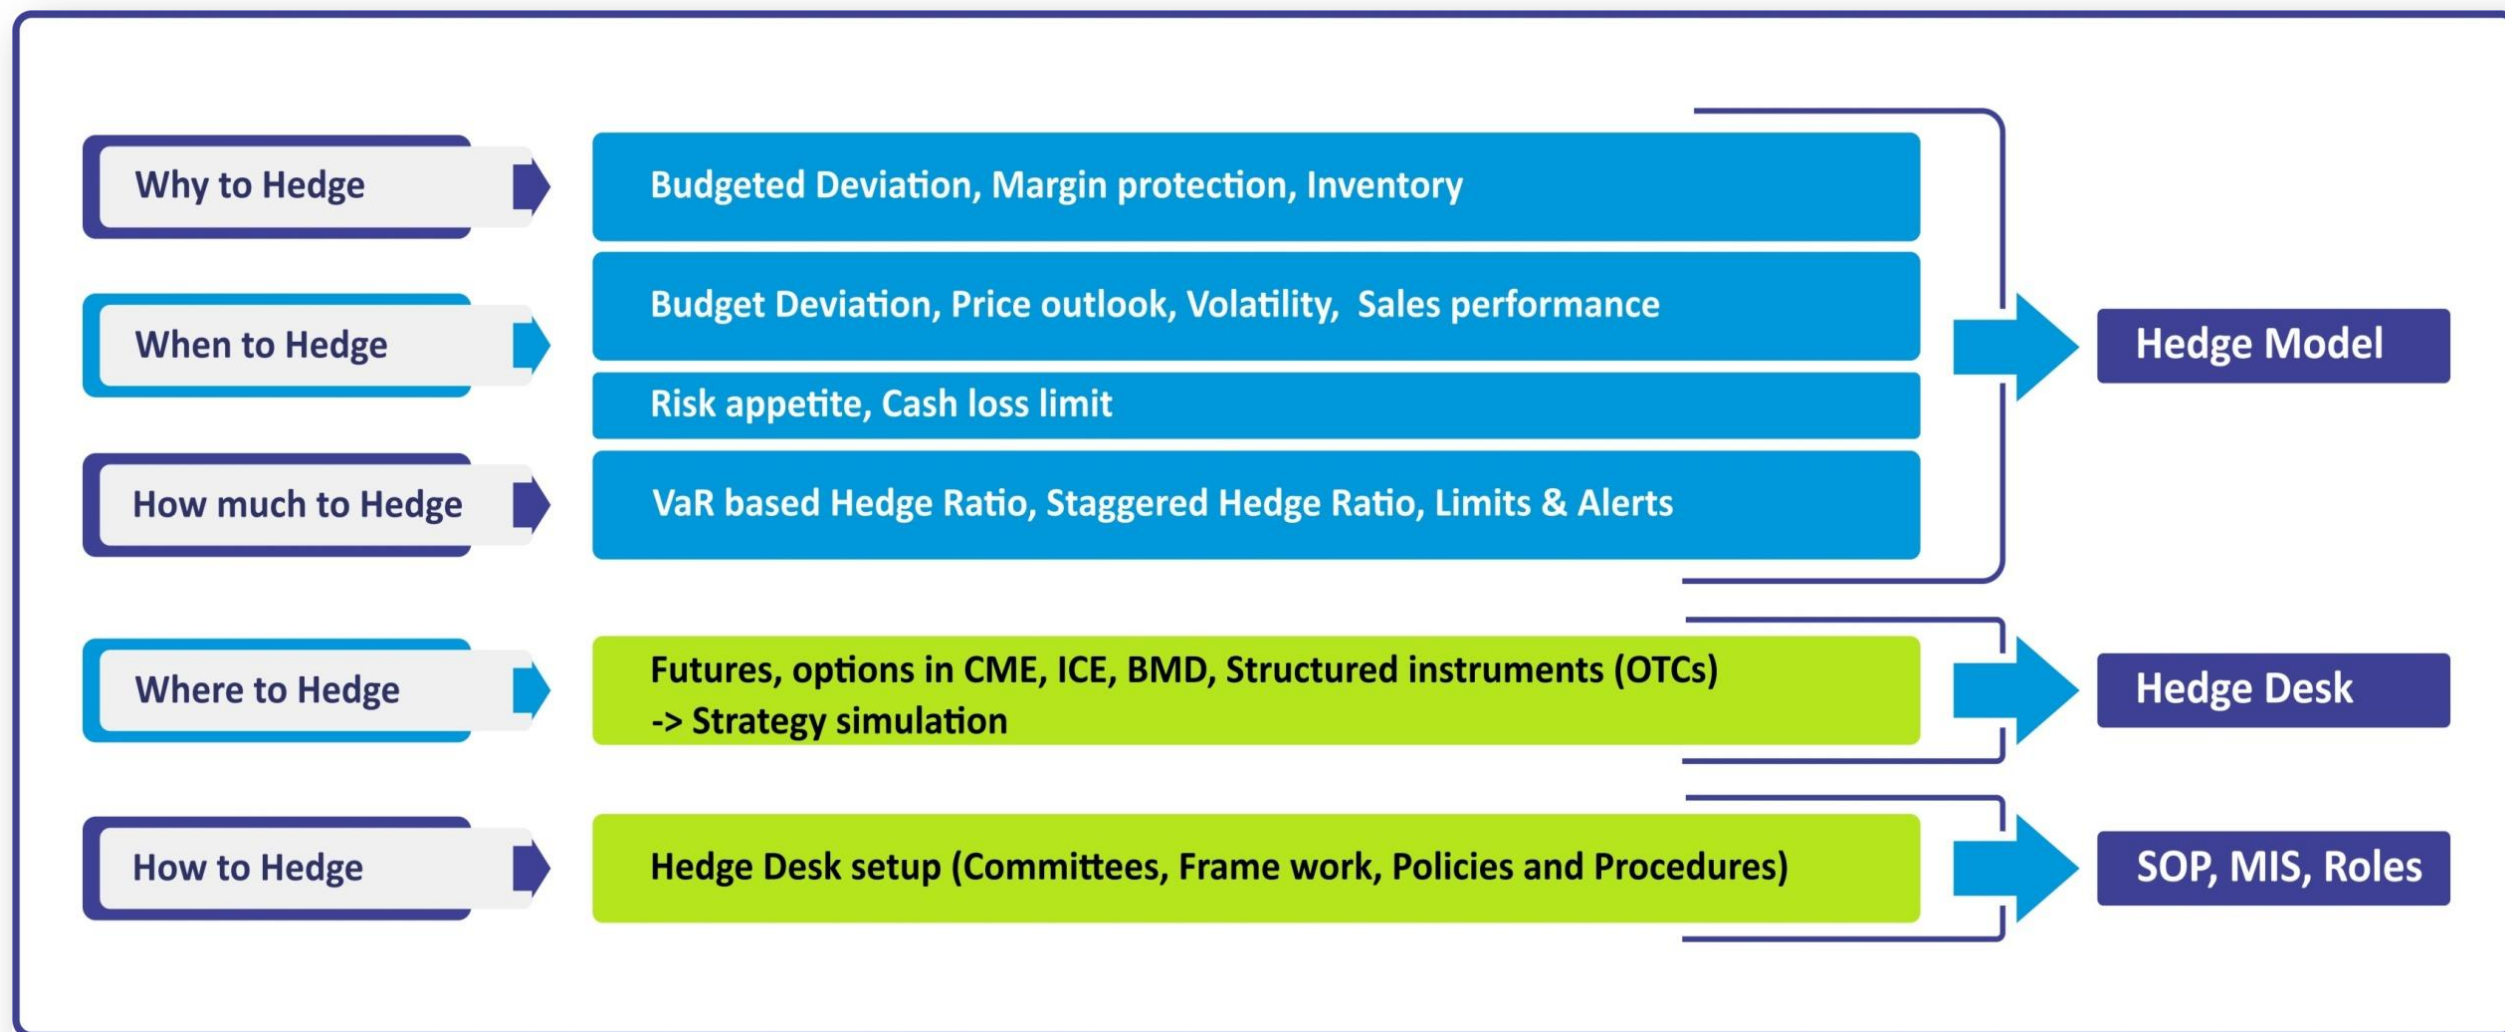 Why to Hedge
Budgeted Deviation, Margin protection, Inventory
When to Hedge
Budget Deviation, Price outlook, Volatility,  Sales performance
Risk appetite, Cash loss limit
How much to Hedge
VaR based Hedge Ratio, Staggered Hedge Ratio, Limits & Alerts
Hedge Model
Where to Hedge
Futures, options in CME, ICE, BMD, Structured instruments (OTCs)
-> Strategy simulation
Hedge Desk
How to Hedge
Hedge Desk setup (Committees, Frame work, Policies and Procedures)
SOP, MIS, Roles